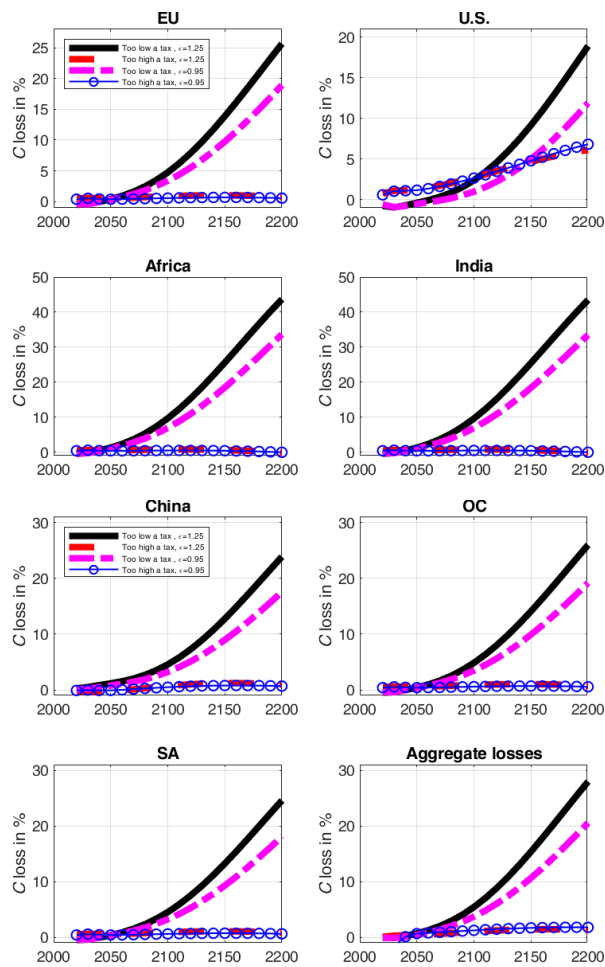 EU
U.S.
C loss in %
25
20
15
10
5
0
Too low a tax , ϵ=1.25
Too high a tax, ϵ=1.25
Too low a tax, ϵ=0.95
Too high a tax, ϵ=0.95
2000 2050 2100 2150 2200
C loss in %
20
15
10
5
0
2000 2050 2100 2150 2200
Africa
India
C loss in %
50
40
30
20
10
0
2000 2050 2100 2150 2200
C loss in %
50
40
30
20
10
0
2000 2050 2100 2150 2200
China
OC
C loss in %
30
20
10
0
Too low a tax , ϵ=1.25
Too high a tax, ϵ=1.25
Too low a tax, ϵ=0.95
Too high a tax, ϵ=0.95
2000 2050 2100 2150 2200
C loss in %
30
20
10
0
2000 2050 2100 2150 2200
SA
Aggregate losses
C loss in %
30
20
10
0
2000 2050 2100 2150 2200
C loss in %
30
20
10
0
2000 2050 2100 2150 2200